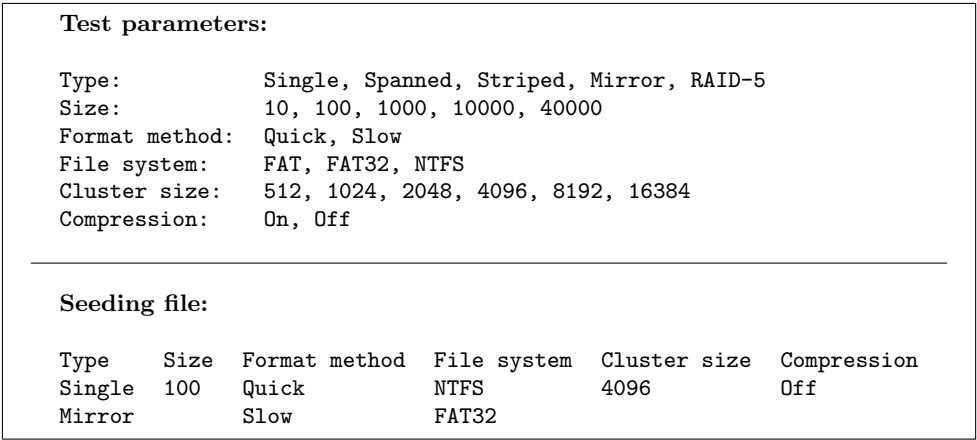 Test parameters:
Type: Single, Spanned, Striped, Mirror, RAID-5
Size: 10, 100, 1000, 10000, 40000
Format method: Quick, Slow
File system: FAT, FAT32, NTFS
Cluster size: 512, 1024, 2048, 4096, 8192, 16384
Compression: On, Off
Seeding file:
Type Size Format method File system Cluster size Compression
Single 100 Quick NTFS 4096 Off
Mirror Slow FAT32